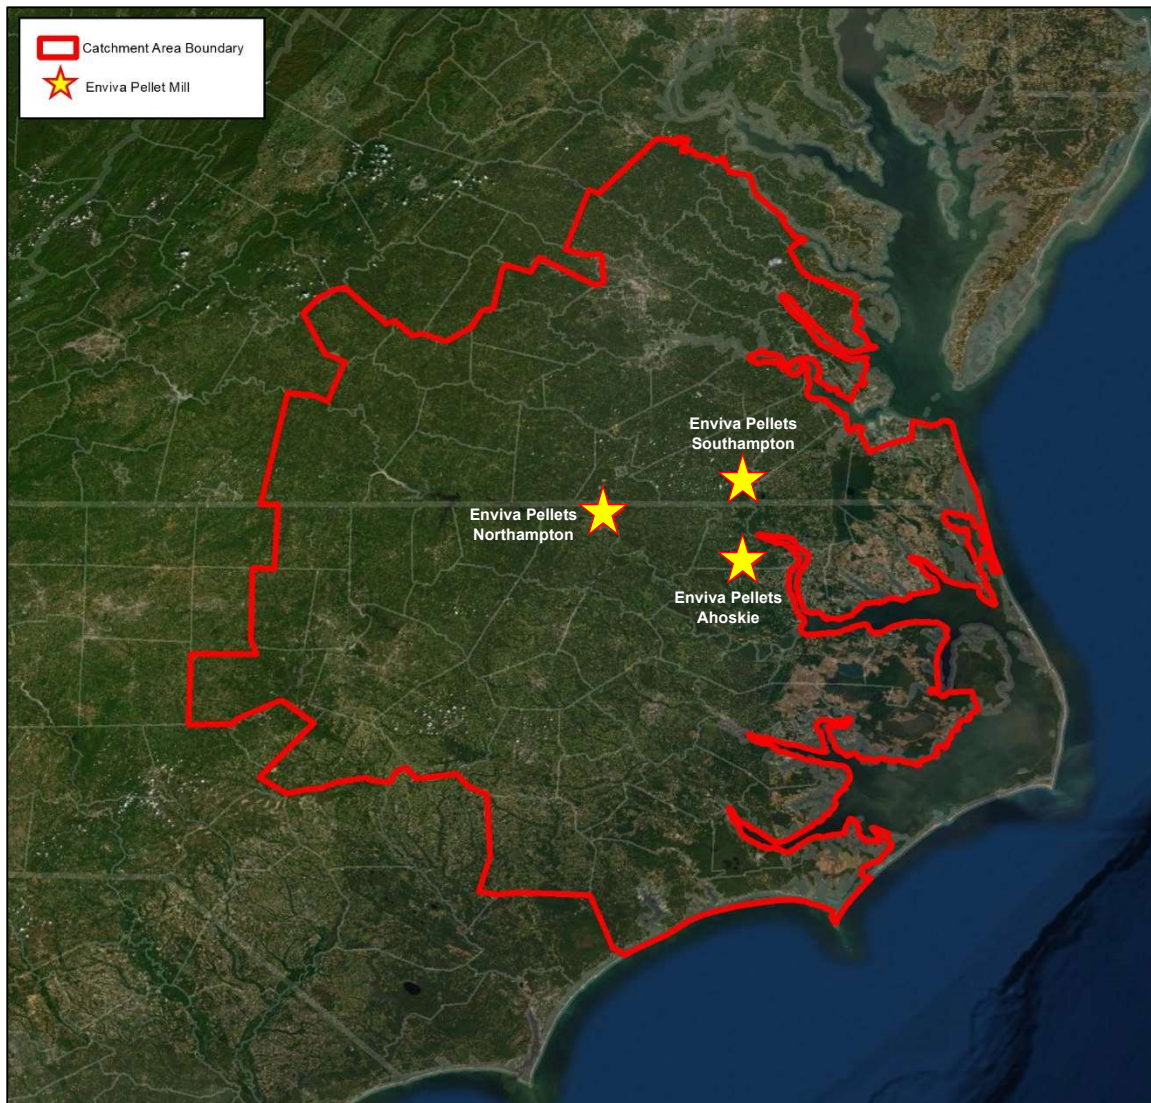 Catchment Area Boundary
Enviva Pellet Mill
Enviva Pellets
Southampton
Enviva Pellets
Northampton
Enviva Pellets
Ahoskie